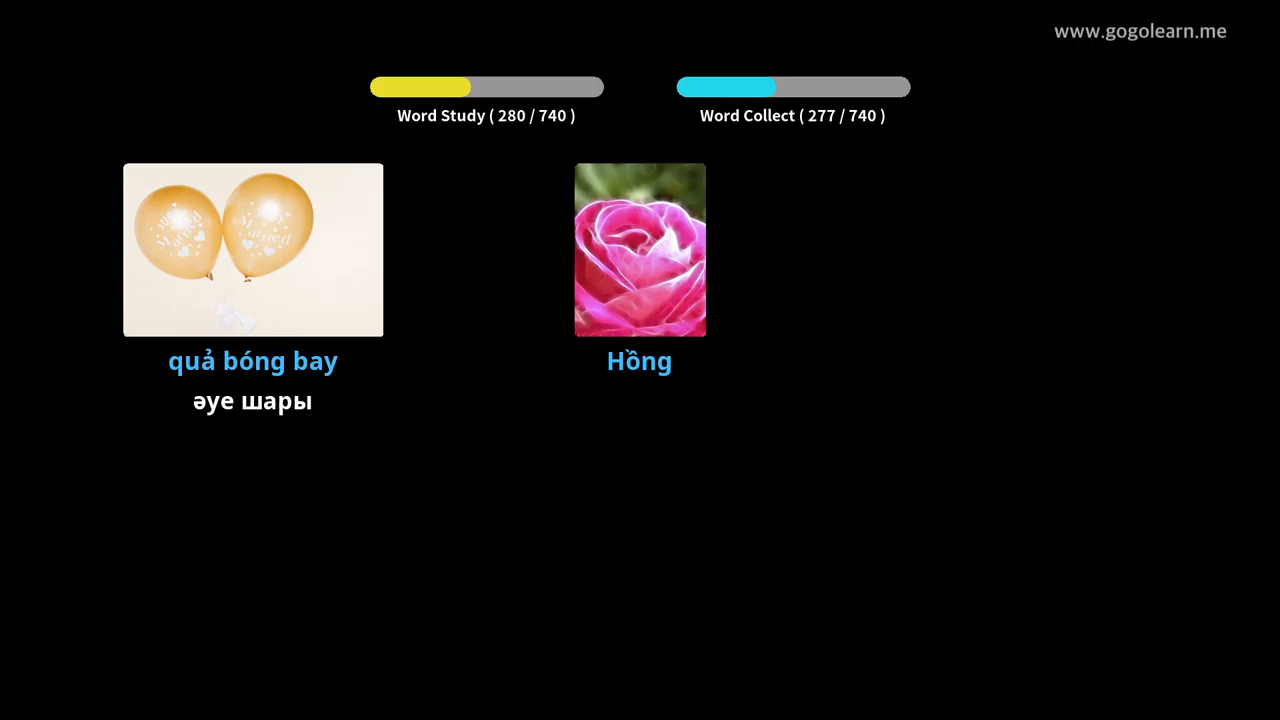 www.gogolearn.me
Word Study ( 280 / 740 )
Word Collect ( 277 / 740 )
quả bóng bay
әуе шары
Hồng